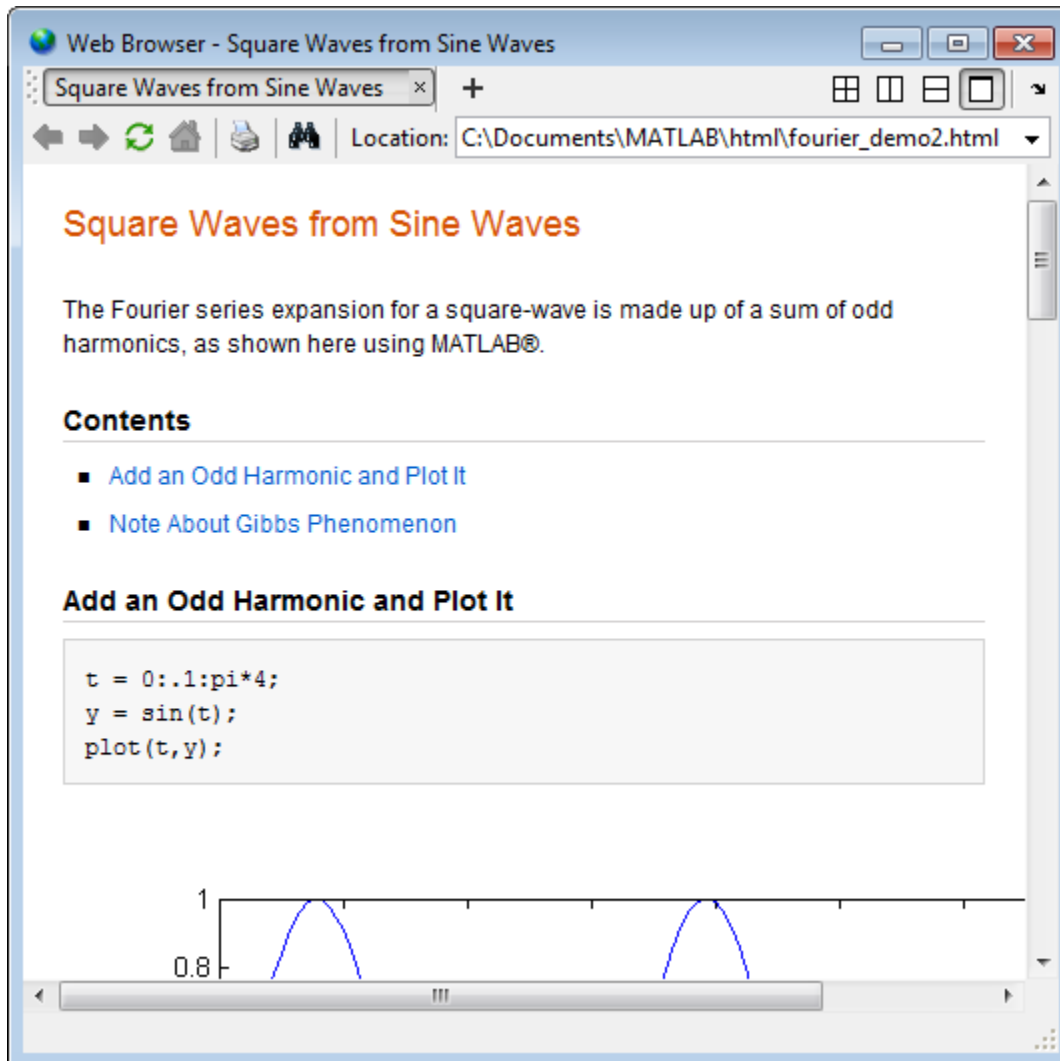 Web Browser - Square Waves from Sine Waves
Square Waves from Sine Waves
Location: C:\Documents\MATLAB\html\fourier_demo2.html
Square Waves from Sine Waves
The Fourier series expansion for a square-wave is made up of a sum of odd
harmonics, as shown here using MATLAB®.
Contents
Add an Odd Harmonic and Plot It
Note About Gibbs Phenomenon
Add an Odd Harmonic and Plot It
t = 0:.1:pi*4;
y = sin(t);
plot(t,y);
1
0.8